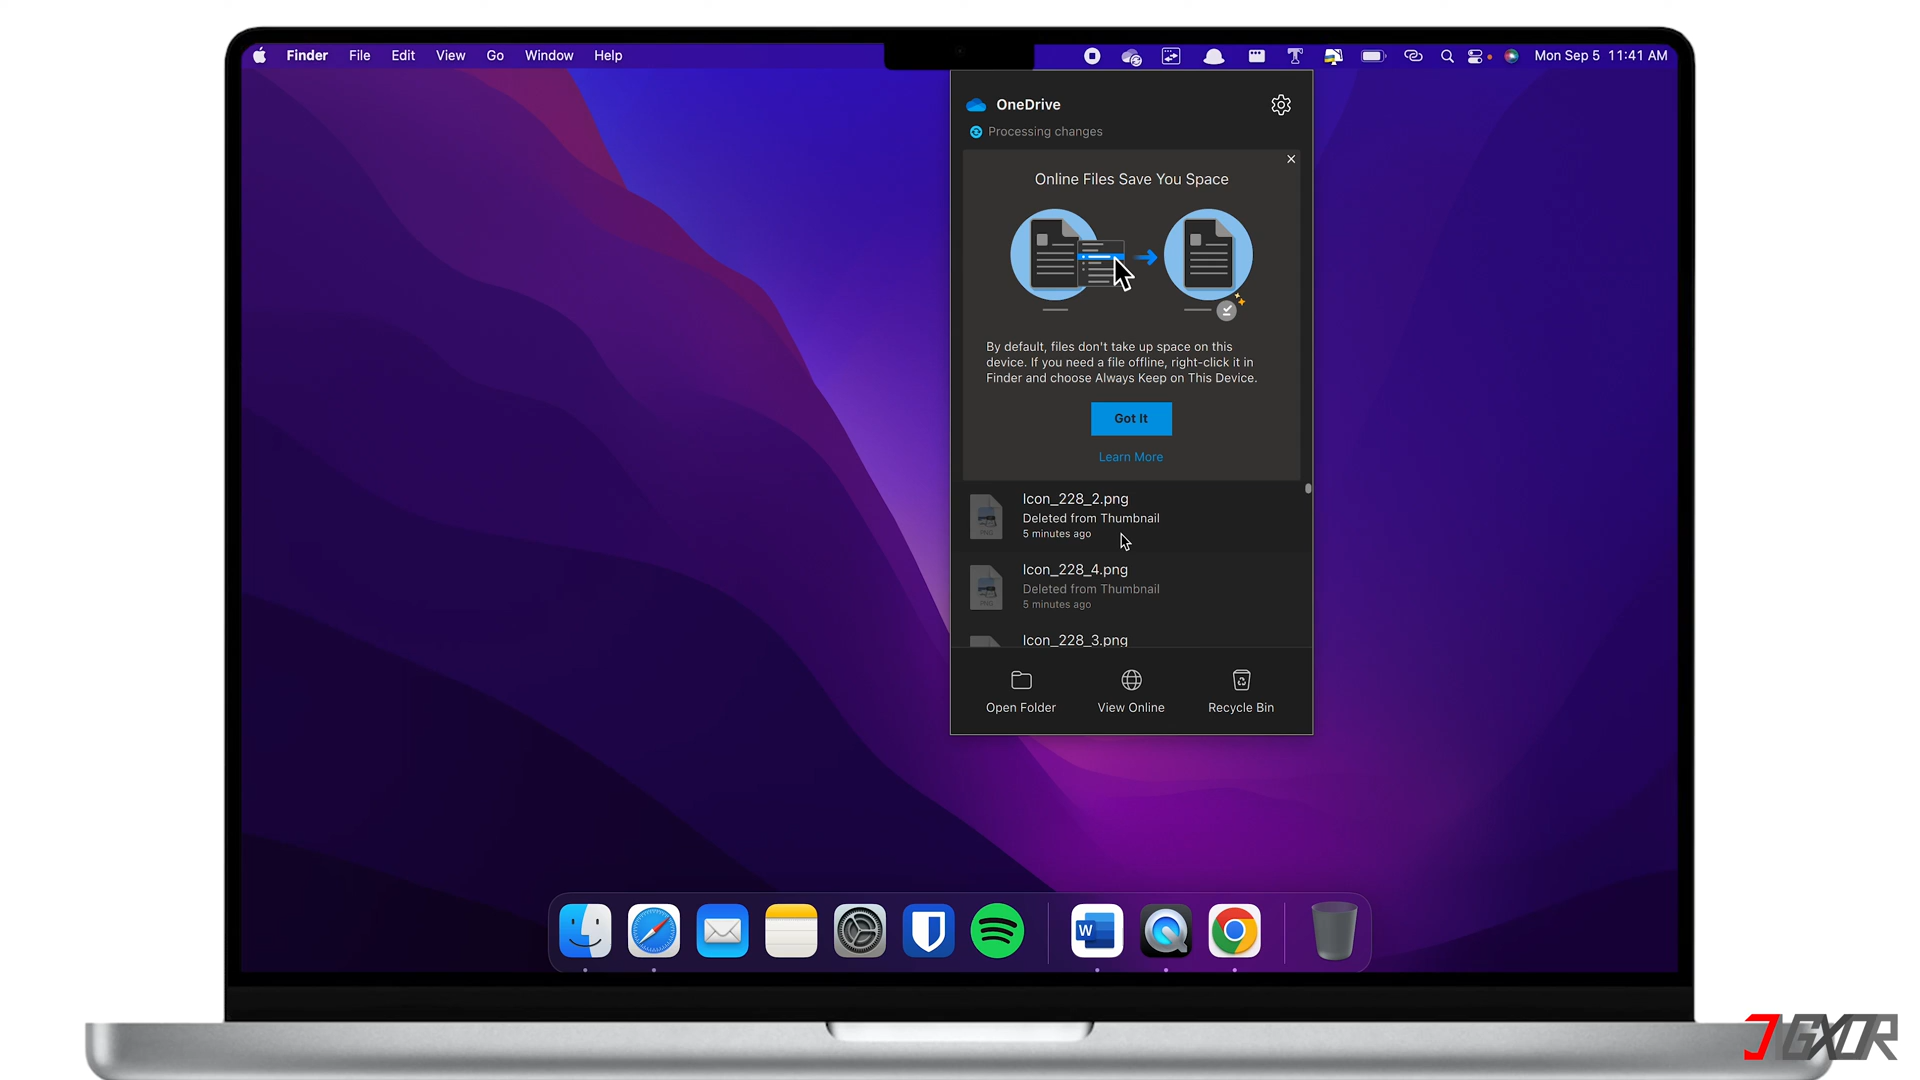 Finder File Edit View Go Window Help
Mon Sep 5 11:41 AM
OneDrive
Processing changes
Online Files Save You Space
By default, files don't take up space on this
device. If you need a file offline, right-click it in
Finder and choose Always Keep on This Device.
Got It
Learn More
Icon_228_2.png
Deleted from Thumbnail
5 minutes ago
Icon_228_4.png
Deleted from Thumbnail
5 minutes ago
Icon_228_3.png
Open Folder
View Online
Recycle Bin
W
JGXOR